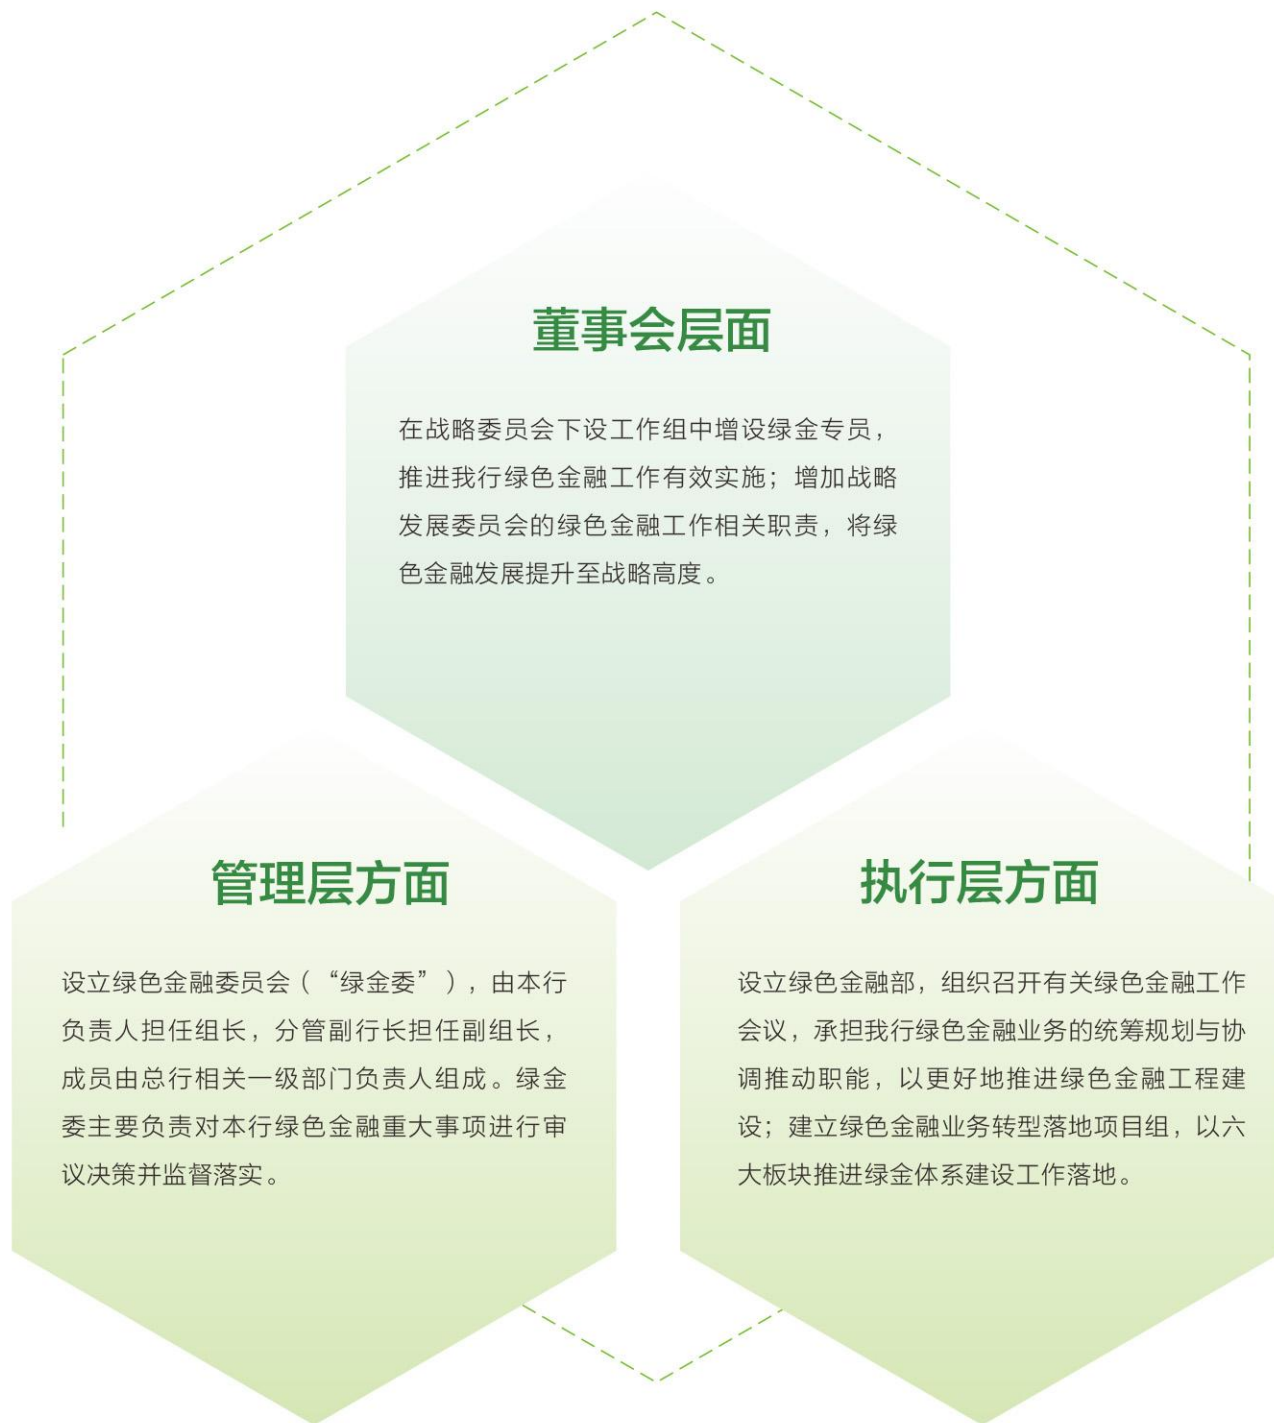 董事会层面
在战略委员会下设工作组中增设绿金专员，
推进我行绿色金融工作有效实施；增加战略
发展委员会的绿色金融工作相关职责，将绿
色金融发展提升至战略高度。
管理层方面
设立绿色金融委员会（“绿金委”），由本行
负责人担任组长，分管副行长担任副组长，
成员由总行相关一级部门负责人组成。绿金
委主要负责对本行绿色金融重大事项进行审
议决策并监督落实。
执行层方面
设立绿色金融部，组织召开有关绿色金融工作
会议，承担我行绿色金融业务的统筹规划与协
调推动职能，以更好地推进绿色金融工程建
设；建立绿色金融业务转型落地项目组，以六
大板块推进绿金体系建设工作落地。